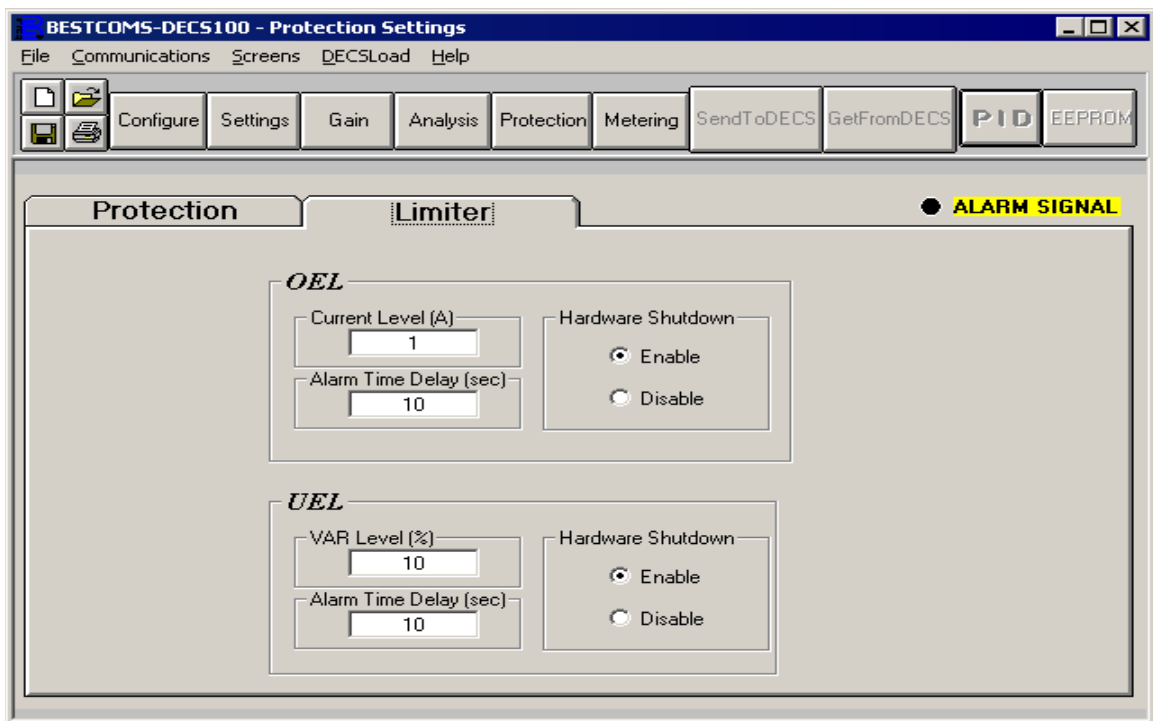 BESTCOMS-DECS100 - Protection Settings
File Communications Screens DECSLoad Help
Configure Settings Gain Analysis Protection Metering SendToDECS GetFromDECS PID EEPROM
Protection Limiter ALARM SIGNAL
OEL
Current Level (A) Hardware Shutdown
1
Enable
Alarm Time Delay (sec)
10 Disable
UEL
VAR Level (%) Hardware Shutdown
10
Enable
Alarm Time Delay (sec)
10 Disable